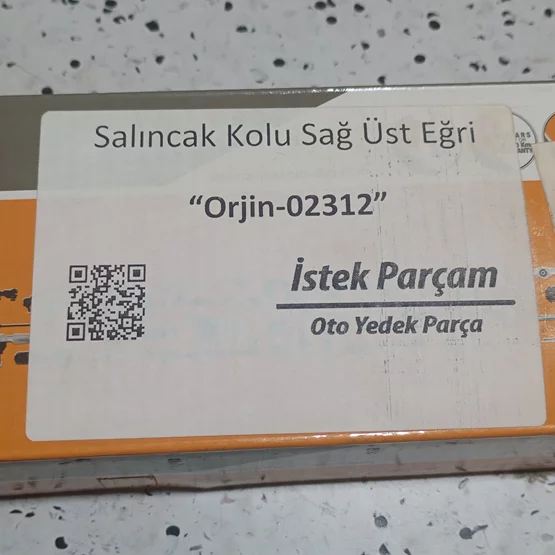 Salıncak Kolu Sağ Üst Eğri
"Orjin-02312"
İstek Parçam
Oto Yedek Parça